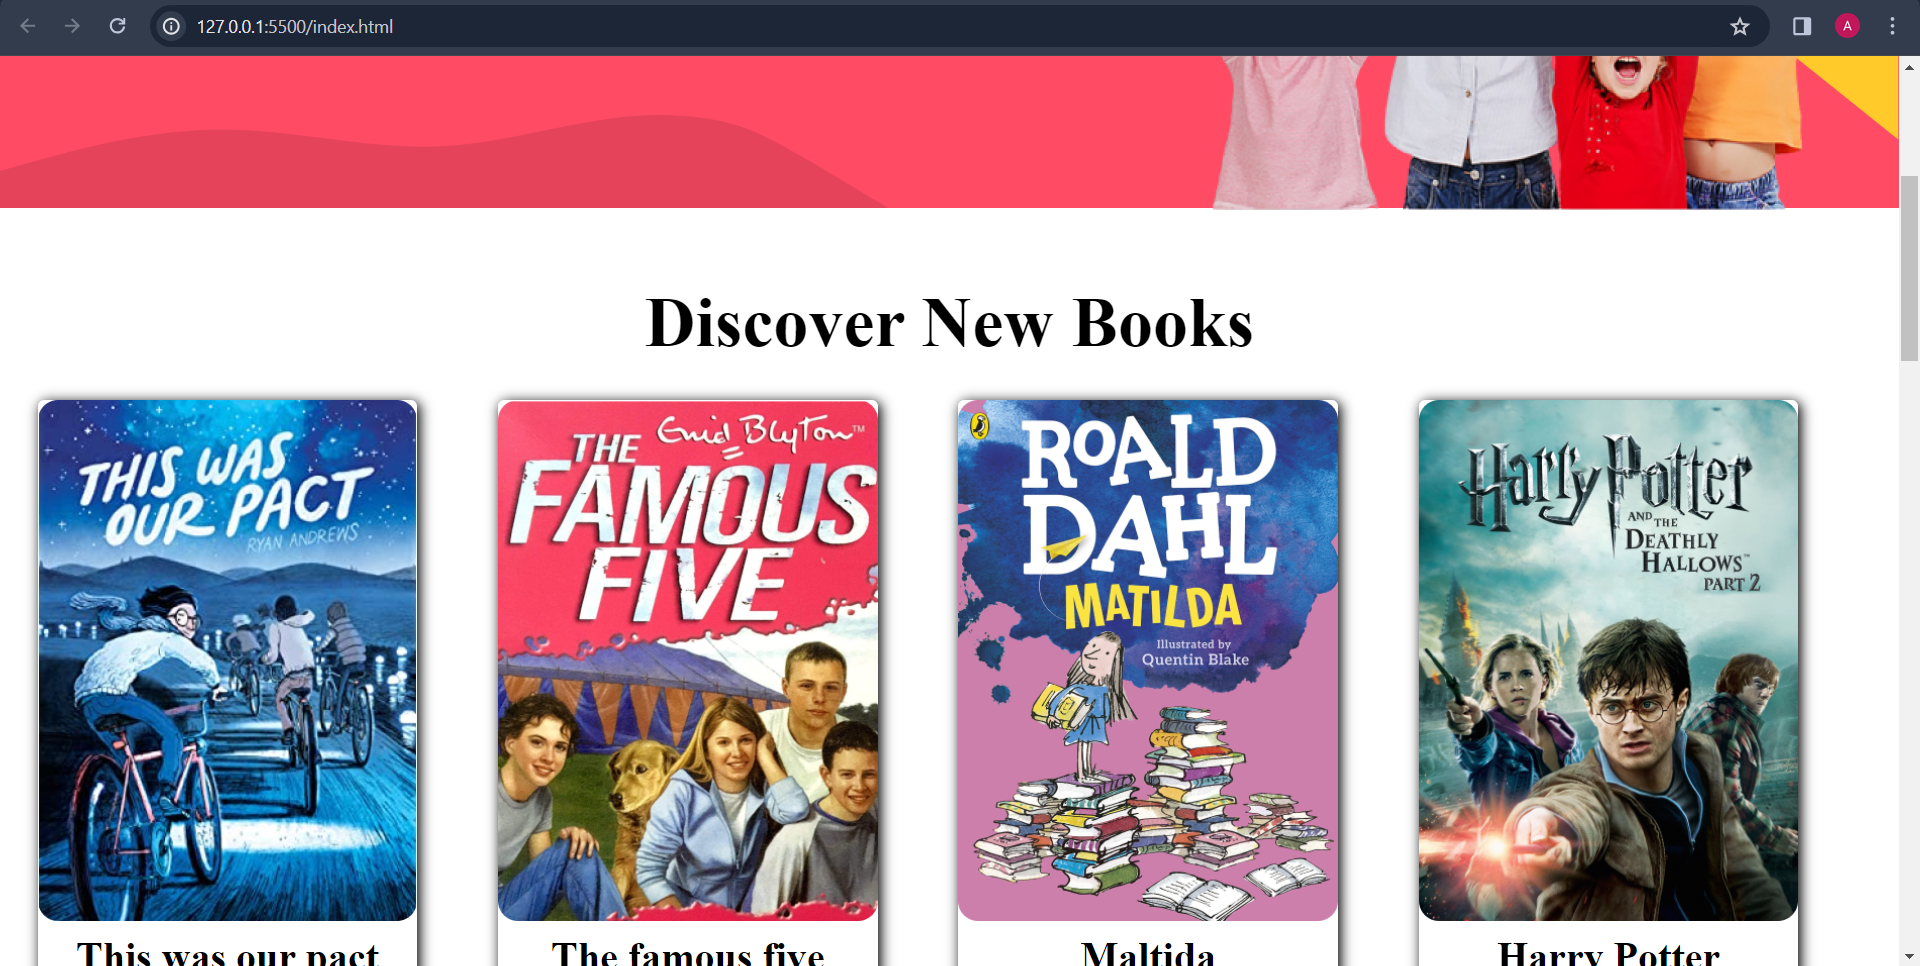 127.0.0.1:5500/index.html
A
Discover New Books
THIS WAS
OUR PACT
RYAN ANDREWS
Enid Blyton™
THE
FAMOUS
FIVE
ROALD
DAHL
MATILDA
Illustrated by
Quentin Blake
Harry Potter
AND THE
DEATHLY
HALLOWS™
PART 2
This was our pact
The famous five
Maltida
Harry Potter